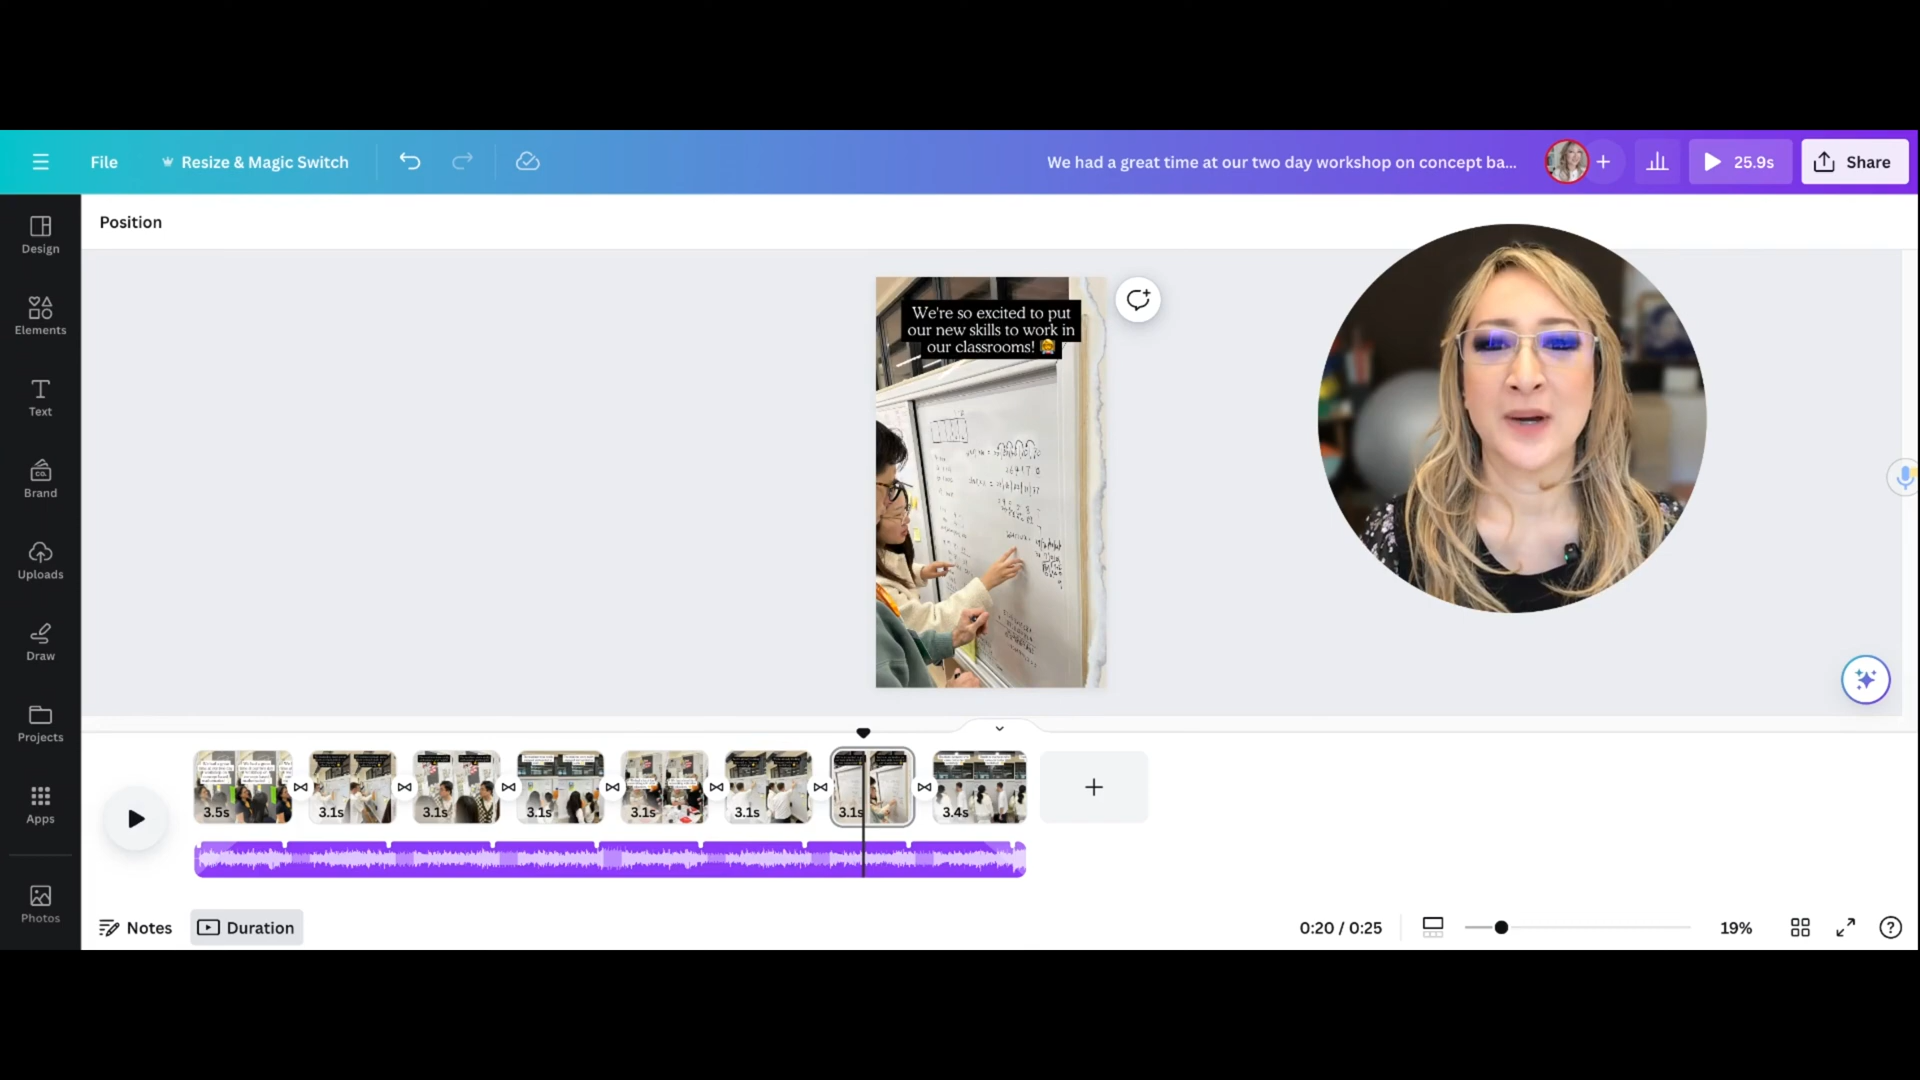 File
Resize & Magic Switch
We had a great time at our two day workshop on concept ba...
25.9s
Share
Position
Design
Elements
Text
Brand
Uploads
Draw
Projects
Apps
Photos
We're so excited to put
our new skills to work in
our classrooms!
3.5s
3.1s
3.1s
3.1s
3.1s
3.1s
3.1s
3.4s
Notes
Duration
0:20 / 0:25
19%